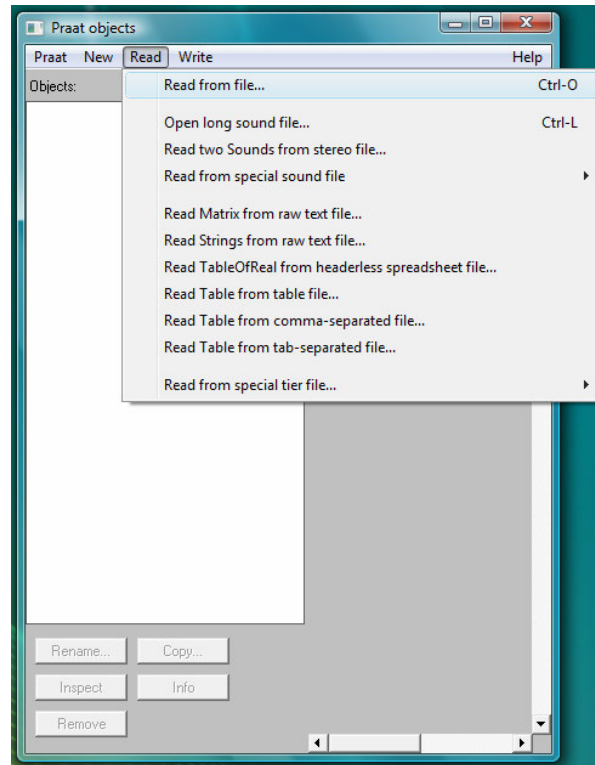 Praat objects
Praat New Read Write Help
Objects:
Read from file... Ctrl-O
Open long sound file... Ctrl-L
Read two Sounds from stereo file...
Read from special sound file
Read Matrix from raw text file...
Read Strings from raw text file...
Read TableOfReal from headerless spreadsheet file...
Read Table from table file...
Read Table from comma-separated file...
Read Table from tab-separated file...
Read from special tier file...
Rename... Copy...
Inspect Info
Remove